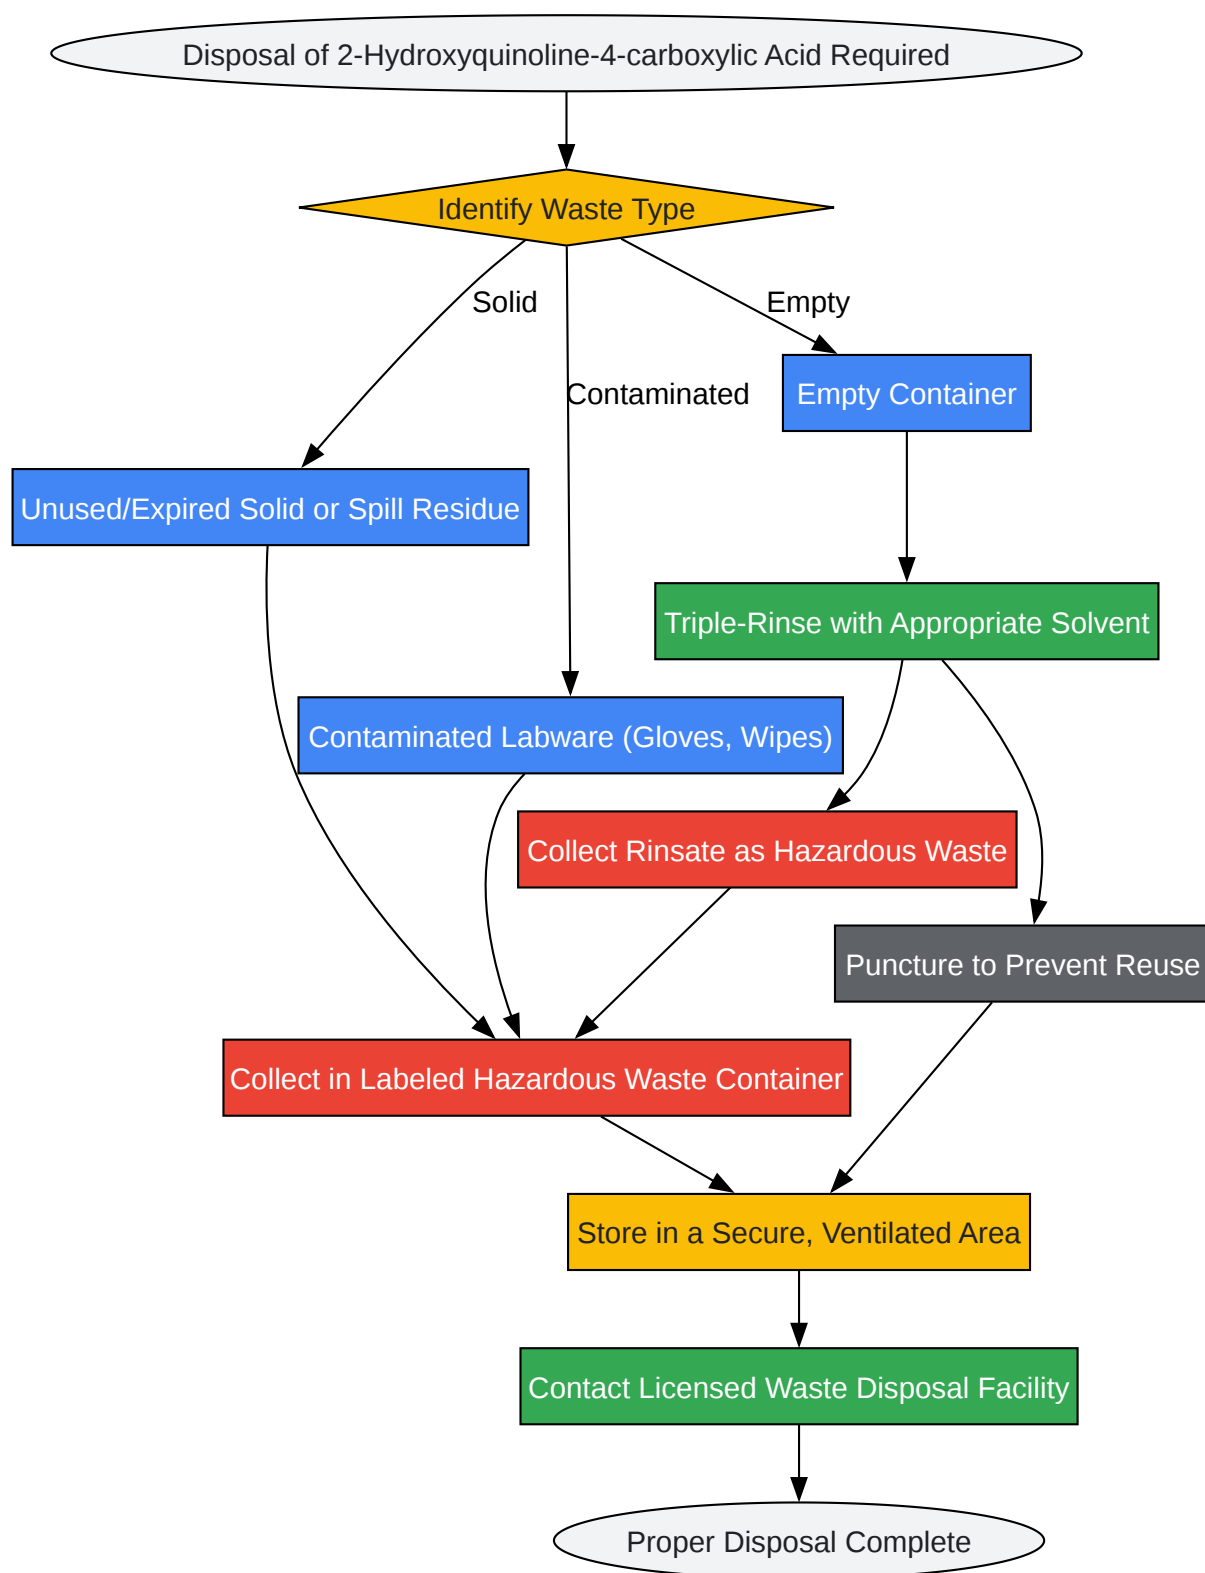 Disposal of 2-Hydroxyquinoline-4-carboxylic Acid Required
Identify Waste Type
Solid
Empty
Contaminated
Empty Container
Unused/Expired Solid or Spill Residue
Triple-Rinse with Appropriate Solvent
Contaminated Labware (Gloves, Wipes)
Collect Rinsate as Hazardous Waste
Puncture to Prevent Reuse
Collect in Labeled Hazardous Waste Container
Store in a Secure, Ventilated Area
Contact Licensed Waste Disposal Facility
Proper Disposal Complete